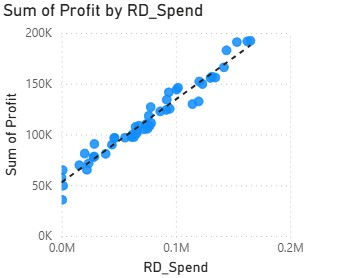 Sum of Profit by RD_Spend
200K
150K
100K
50K
0K
Sum of Profit
0.0M 0.1M 0.2M
RD_Spend